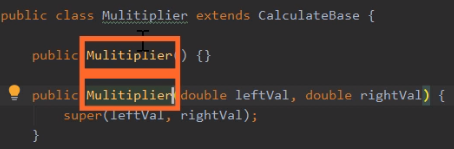 public class Mulitiplier extends CalculateBase {
public Mulitiplier() {}
public Mulitiplier(double leftVal, double rightVal) {
super(leftVal, rightVal);
}